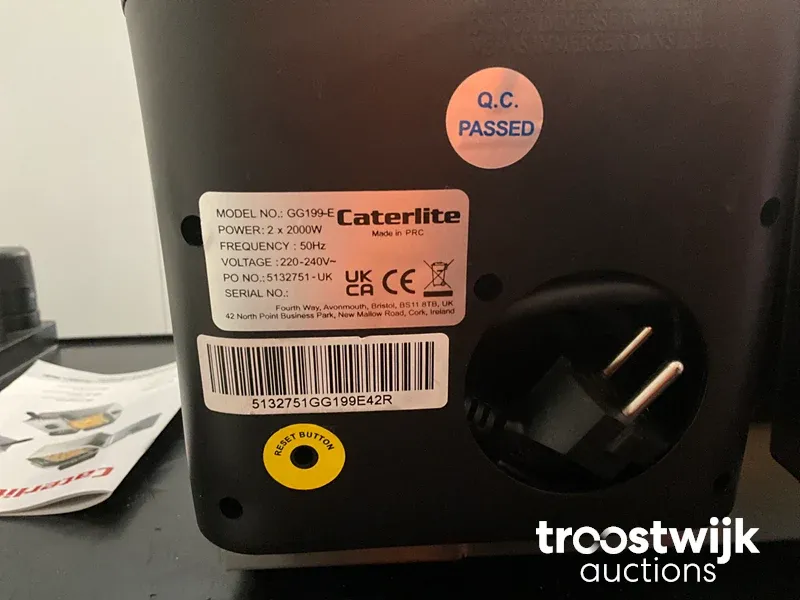 Q.C.
PASSED
MODEL NO.: GG199-E
Caterlite
POWER: 2 x 2000W
Made in PRC
FREQUENCY : 50Hz
VOLTAGE : 220-240V~
PO NO.: 5132751 - UK
UK
CA
CE
SERIAL NO.:
Fourth Way, Avonmouth, Bristol, BS11 8TB, UK
42 North Point Business Park, New Mallow Road, Cork, Ireland
5132751GG199E42R
RESET BUTTON
Caterli
troostwijk
auctions